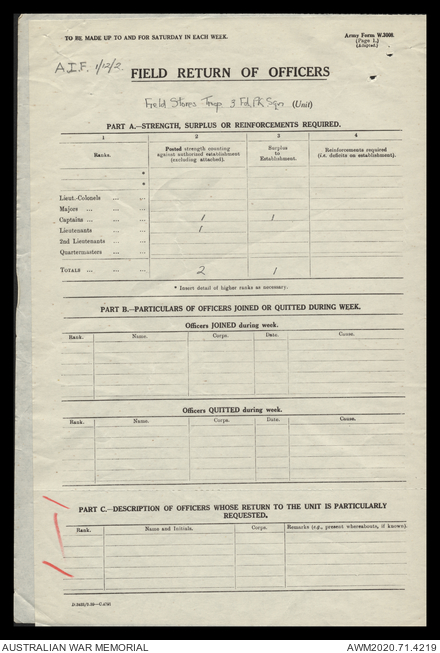 TO BE MADE UP TO AND FOR SATURDAY IN EACH WEEK.
Army Form W.3008.
(Page 1.)
(Adapted.)
A.I.F. 1/12/2.
FIELD RETURN OF OFFICERS
Field Stores Troop 3 Fd. Pk Sqn (Unit)
PART A.—STRENGTH, SURPLUS OR REINFORCEMENTS REQUIRED.
1 2 3 4
Ranks. Posted strength counting against authorized establishment (excluding attached). Surplus to Establishment. Reinforcements required (i.e. deficits on establishment).
*
*
Lieut.-Colonels ... ...
Majors ... ... ...
Captains ... ... ... 1 1
Lieutenants ... ... 1
2nd Lieutenants ... ...
Quartermasters ... ...
TOTALS ... ... ... 2 1
* Insert detail of higher ranks as necessary.
PART B.—PARTICULARS OF OFFICERS JOINED OR QUITTED DURING WEEK.
Officers JOINED during week.
Rank. Name. Corps. Date. Cause.
Officers QUITTED during week.
Rank. Name. Corps. Date. Cause.
PART C.—DESCRIPTION OF OFFICERS WHOSE RETURN TO THE UNIT IS PARTICULARLY
REQUESTED.
Rank. Name and Initials. Corps. Remarks (e.g., present whereabouts, if known).
AUSTRALIAN WAR MEMORIAL
AWM2020.71.4219